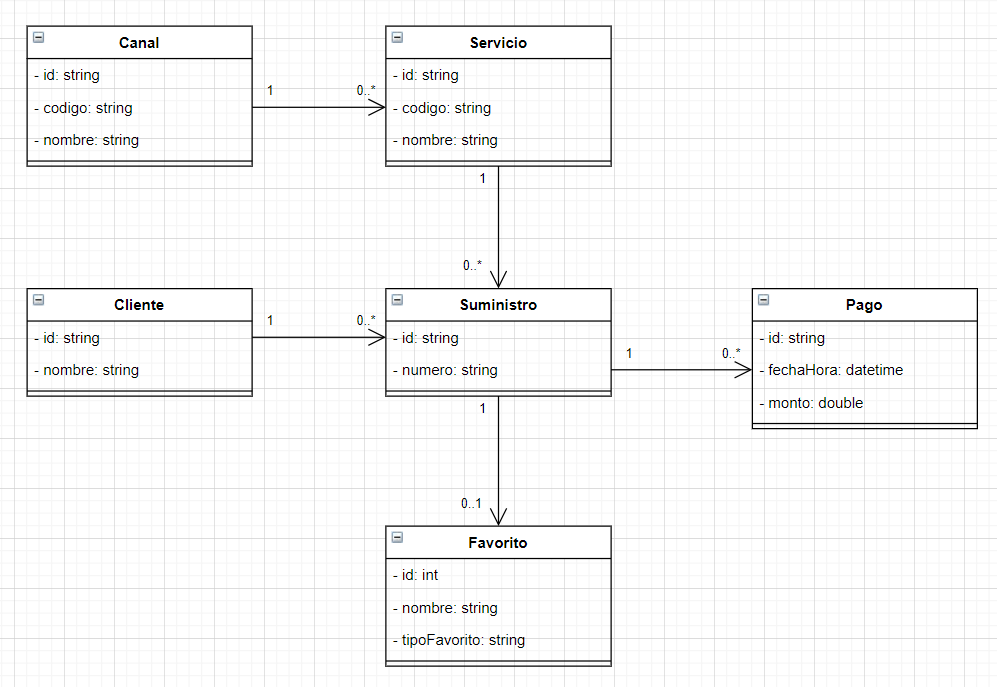 Canal
- id: string
- codigo: string
- nombre: string
1
0..*
Servicio
- id: string
- codigo: string
- nombre: string
1
0..*
Cliente
- id: string
- nombre: string
1
0..*
Suministro
- id: string
- numero: string
1
0..*
Pago
- id: string
- fechaHora: datetime
- monto: double
1
0..1
Favorito
- id: int
- nombre: string
- tipoFavorito: string